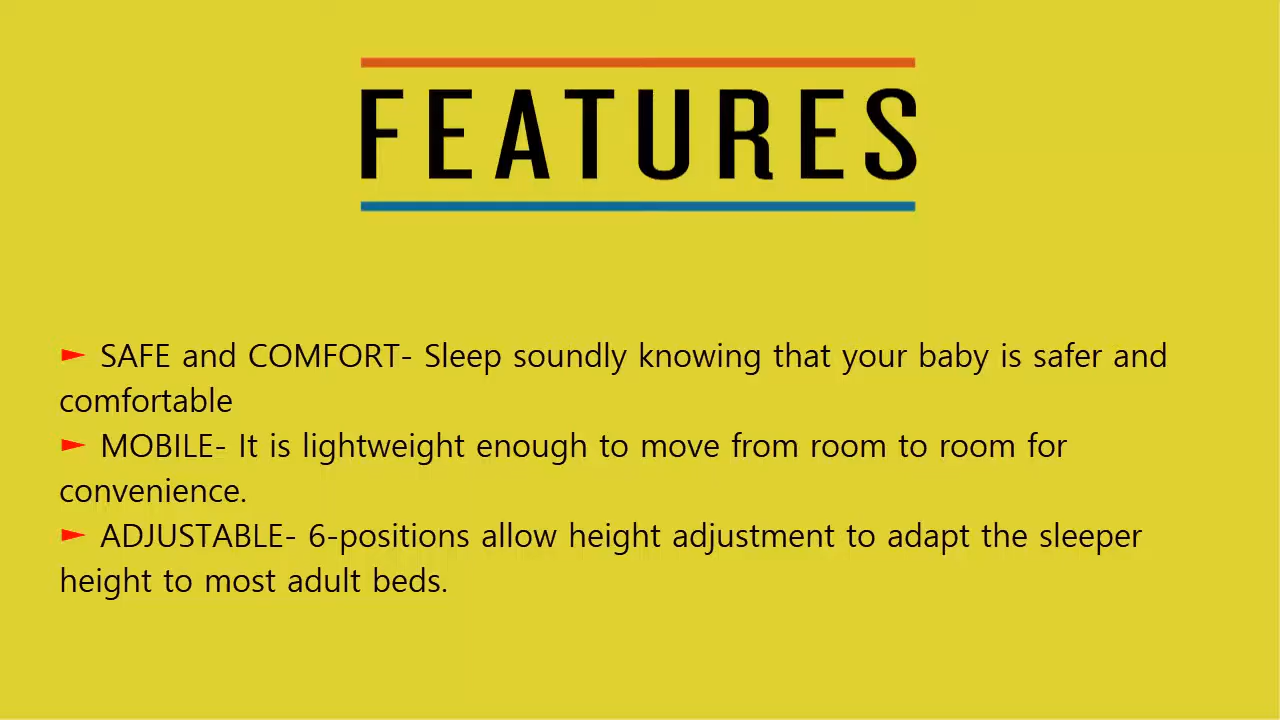 FEATURES
► SAFE and COMFORT- Sleep soundly knowing that your baby is safer and
comfortable
► MOBILE- It is lightweight enough to move from room to room for
convenience.
► ADJUSTABLE- 6-positions allow height adjustment to adapt the sleeper
height to most adult beds.